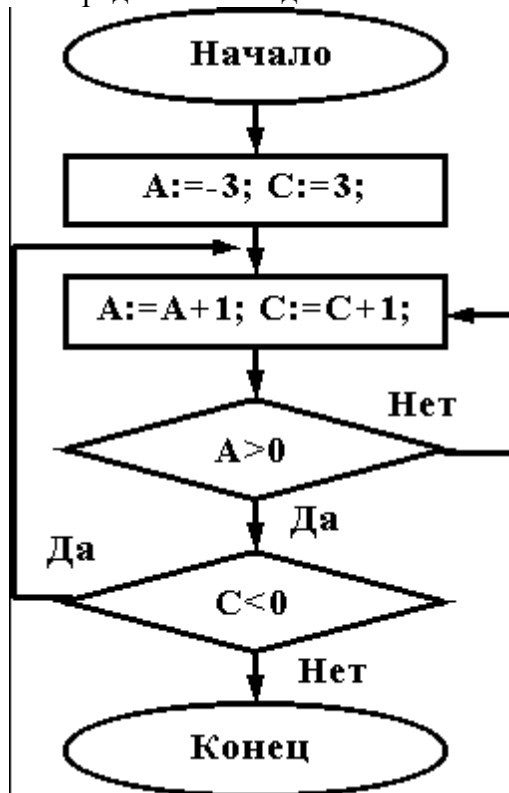 Начало
A:=-3; C:=3;
A:=A+1; C:=C+1;
Нет
A>0
Да
Да
C<0
Нет
Конец